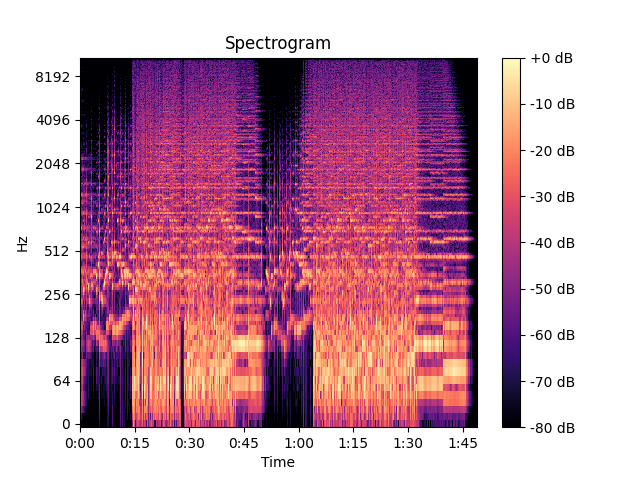 Spectrogram
8192
4096
2048
1024
512
256
128
64
0
Hz
0:00 0:15 0:30 0:45 1:00 1:15 1:30 1:45
Time
+0 dB
-10 dB
-20 dB
-30 dB
-40 dB
-50 dB
-60 dB
-70 dB
-80 dB